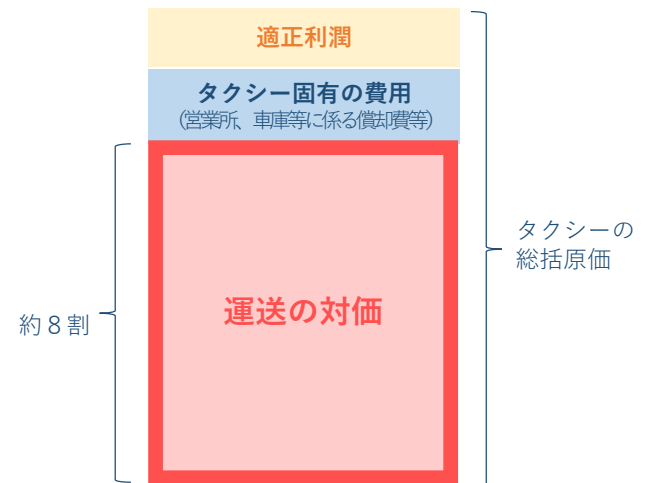 適正利潤
タクシー固有の費用
（営業所、車庫等に係る償却費等）
運送の対価
約８割
タクシーの
総括原価